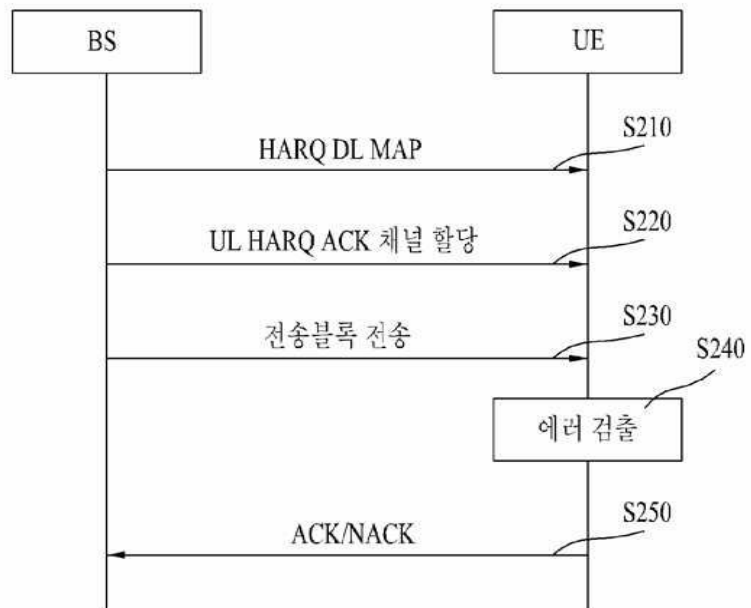 BS
UE
S210
HARQ DL MAP
S220
UL HARQ ACK 채널 할당
S230
전송블록 전송
S240
에러 검출
S250
ACK/NACK